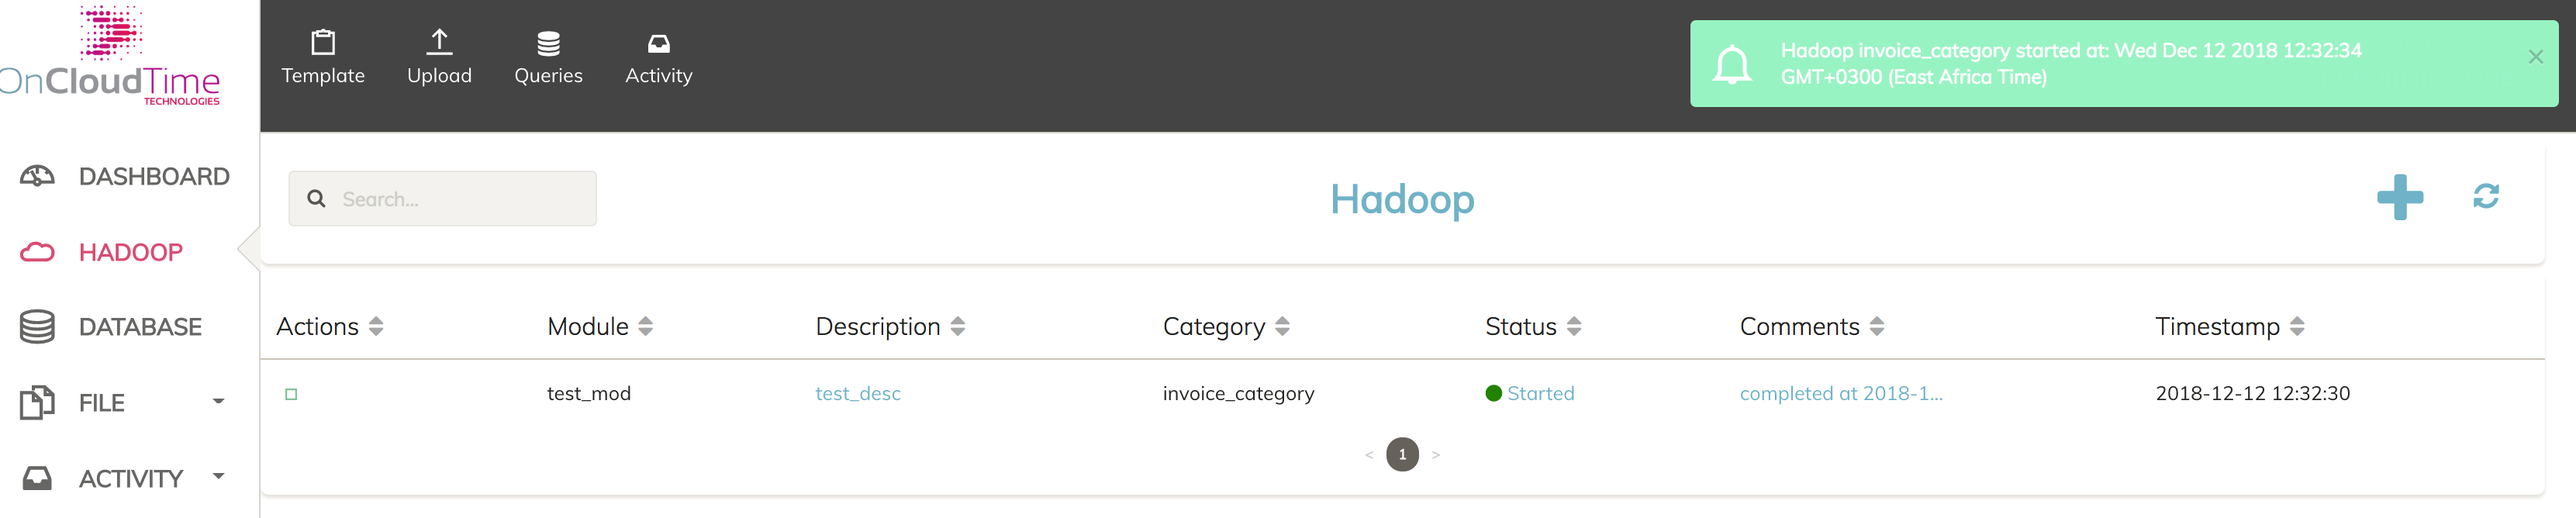 OnCloudTime
TECHNOLOGIES
Template Upload Queries Activity
Hadoop invoice_category started at: Wed Dec 12 2018 12:32:34
GMT+0300 (East Africa Time)
×
DASHBOARD
HADOOP
DATABASE
FILE
ACTIVITY
Search...
Hadoop
Actions Module Description Category Status Comments Timestamp
test_mod test_desc invoice_category Started completed at 2018-1... 2018-12-12 12:32:30
< 1 >